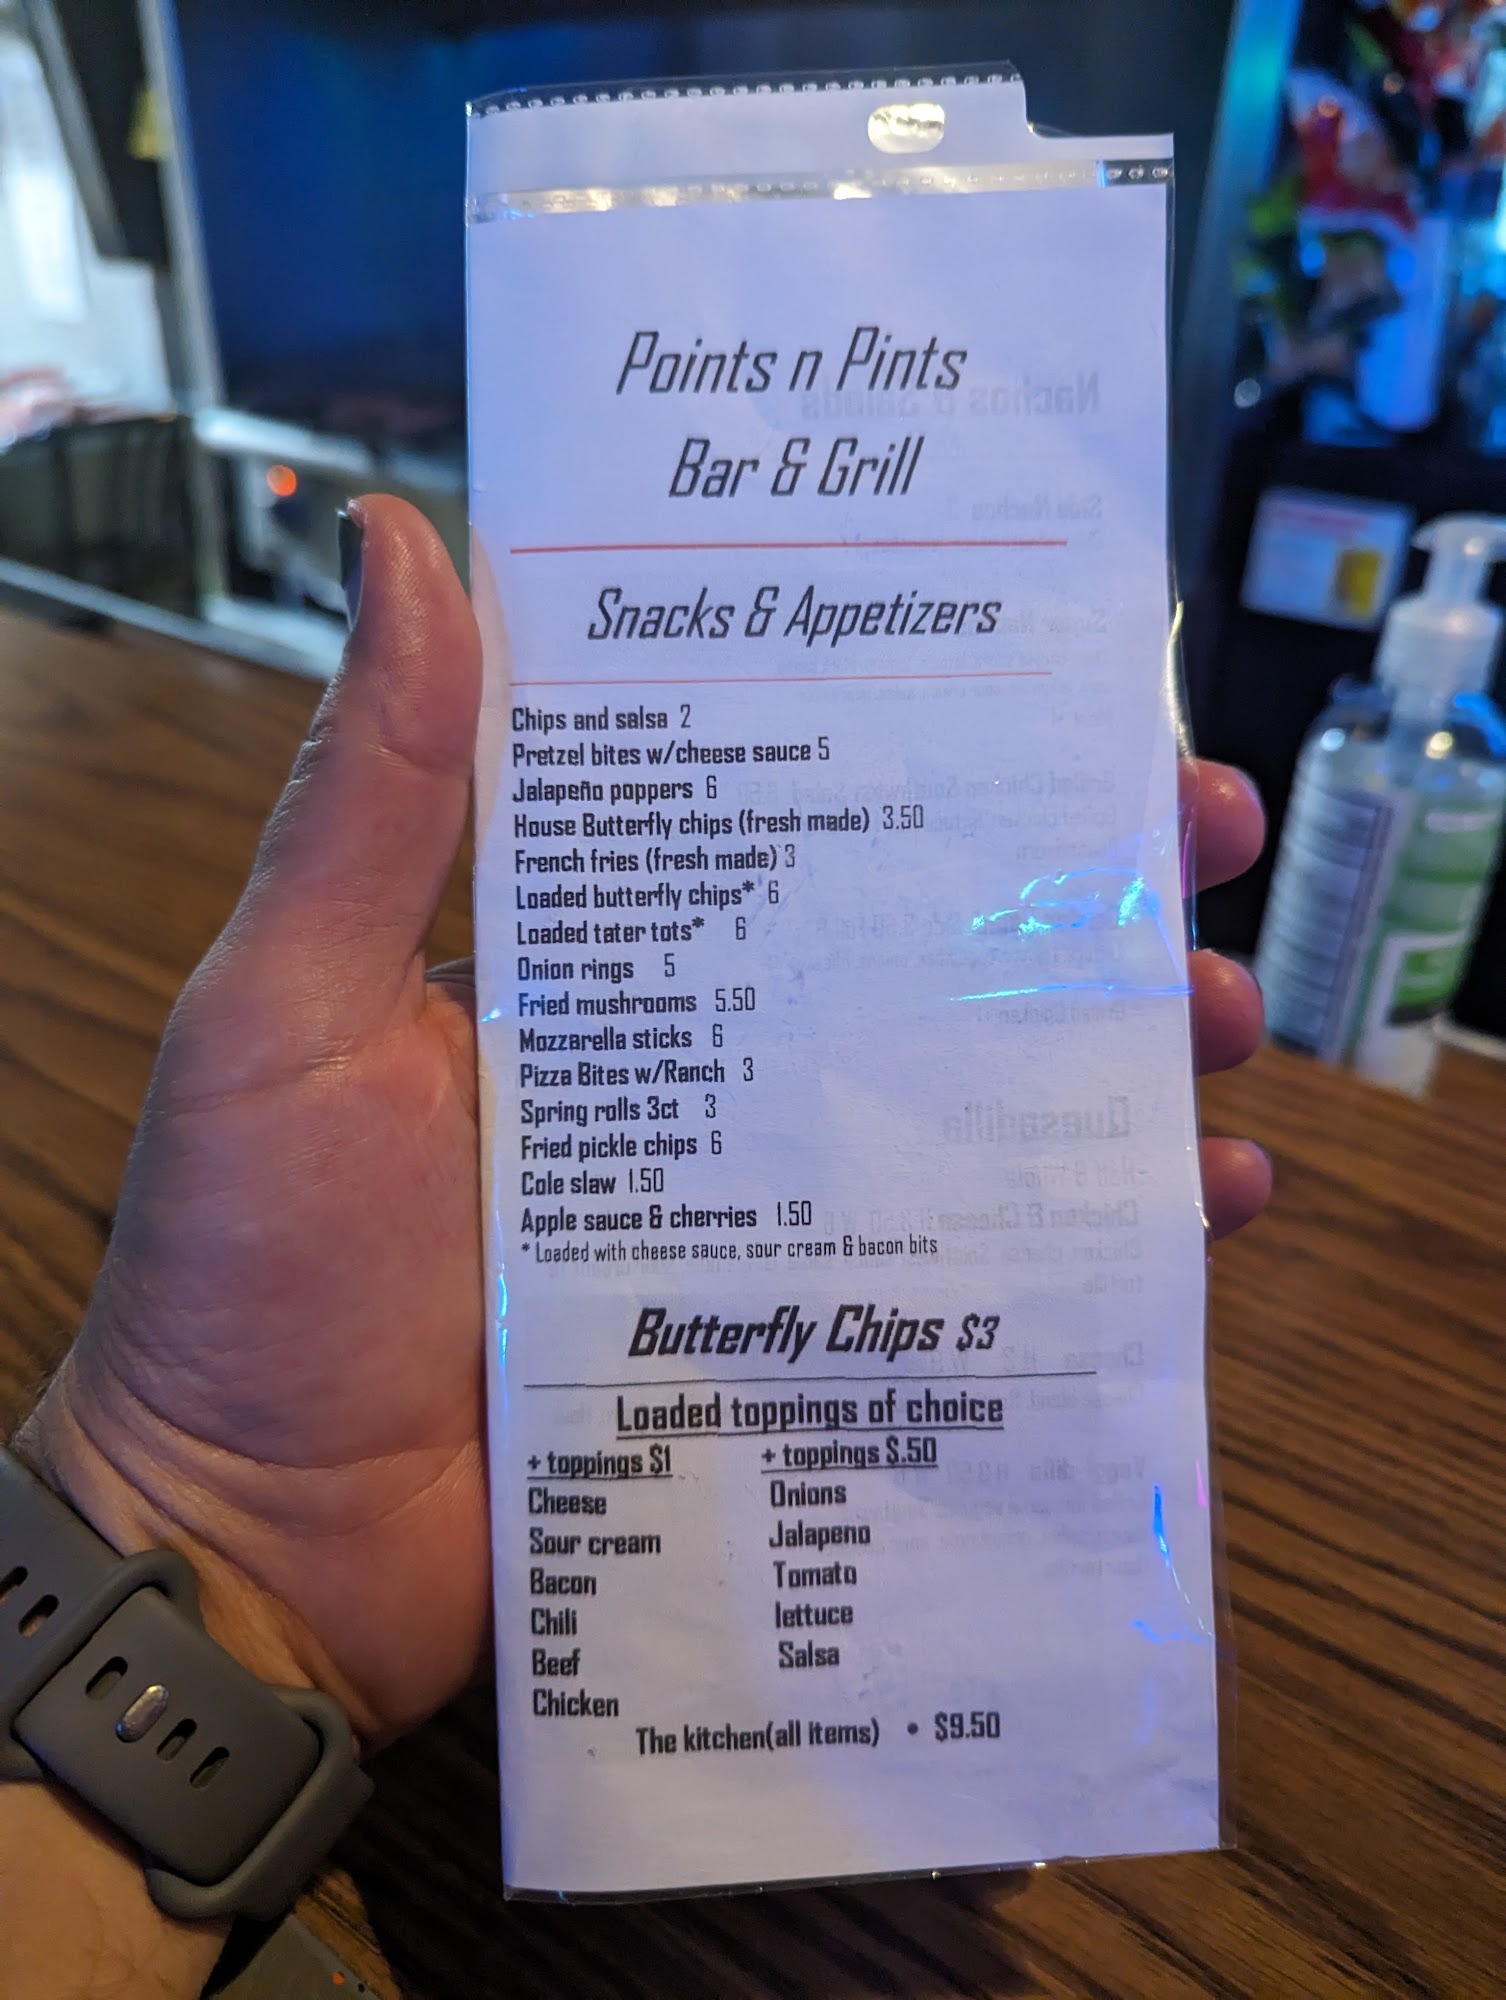 Points n Pints
Bar & Grill
Snacks & Appetizers
Chips and salsa 2
Pretzel bites w/cheese sauce 5
Jalapeño poppers 6
House Butterfly chips (fresh made) 3.50
French fries (fresh made) 3
Loaded butterfly chips* 6
Loaded tater tots* 6
Onion rings 5
Fried mushrooms 5.50
Mozzarella sticks 6
Pizza Bites w/Ranch 3
Spring rolls 3ct 3
Fried pickle chips 6
Cole slaw 1.50
Apple sauce & cherries 1.50
* Loaded with cheese sauce, sour cream & bacon bits
Butterfly Chips $3
Loaded toppings of choice
+ toppings $1
Cheese
Sour cream
Bacon
Chili
Beef
Chicken
+ toppings $.50
Onions
Jalapeno
Tomato
lettuce
Salsa
The kitchen(all items) • $9.50